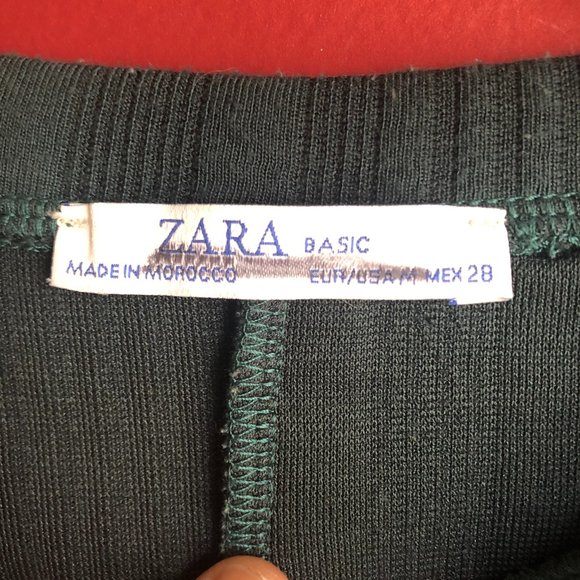 ZARA BASIC
MADE IN MOROCCO EUR/USA M MEX 28